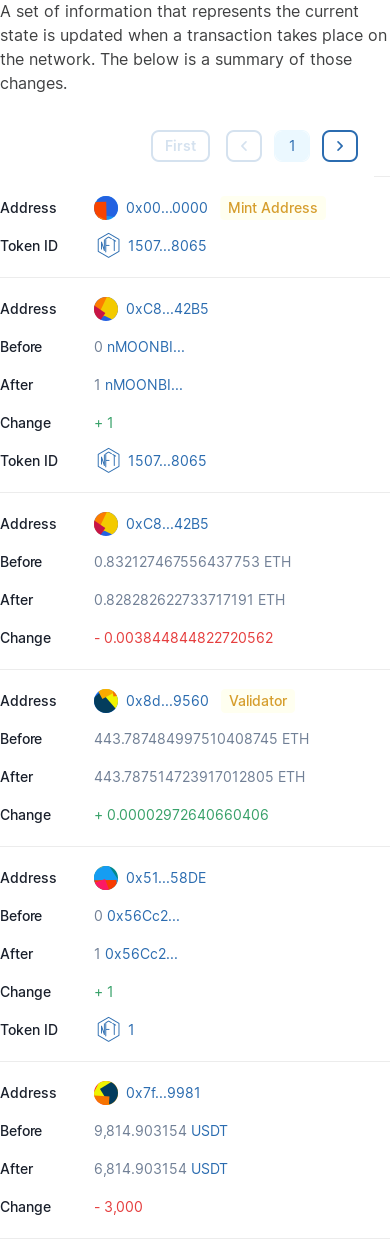 A set of information that represents the current
state is updated when a transaction takes place on
the network. The below is a summary of those
changes.
First 1
Address 0x00...0000 Mint Address
Token ID NFT 1507...8065
Address 0xC8...42B5
Before 0 nMOONBI...
After 1 nMOONBI...
Change + 1
Token ID NFT 1507...8065
Address 0xC8...42B5
Before 0.832127467556437753 ETH
After 0.828282622733717191 ETH
Change - 0.003844844822720562
Address 0x8d...9560 Validator
Before 443.787484997510408745 ETH
After 443.787514723917012805 ETH
Change + 0.00002972640660406
Address 0x51...58DE
Before 0 0x56Cc2...
After 1 0x56Cc2...
Change + 1
Token ID NFT 1
Address 0x7f...9981
Before 9,814.903154 USDT
After 6,814.903154 USDT
Change - 3,000